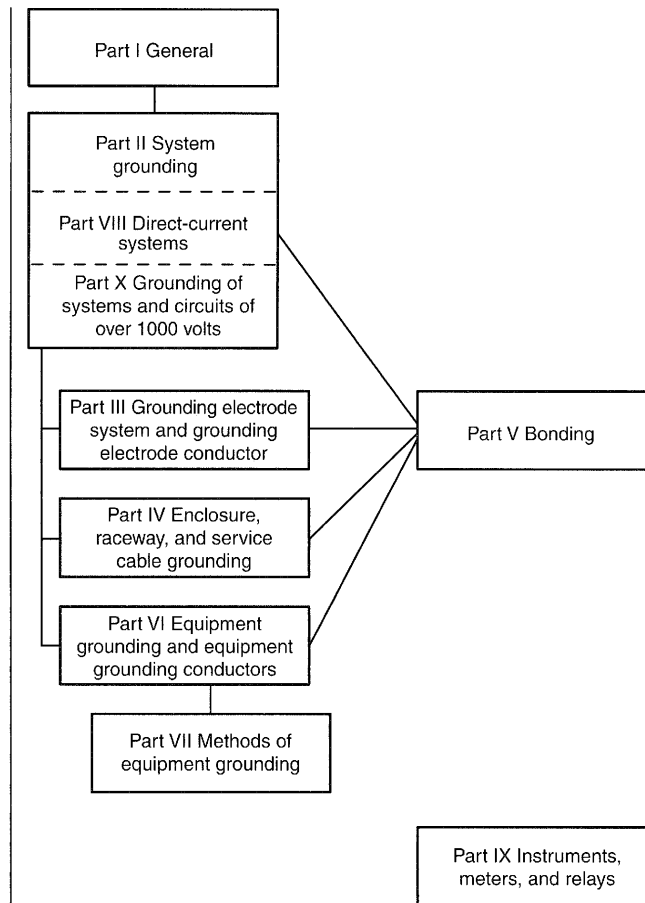 Part I General
Part II System
grounding
Part VIII Direct-current
systems
Part X Grounding of
systems and circuits of
over 1000 volts
Part III Grounding electrode
system and grounding
electrode conductor
Part V Bonding
Part IV Enclosure,
raceway, and service
cable grounding
Part VI Equipment
grounding and equipment
grounding conductors
Part VII Methods of
equipment grounding
Part IX Instruments,
meters, and relays